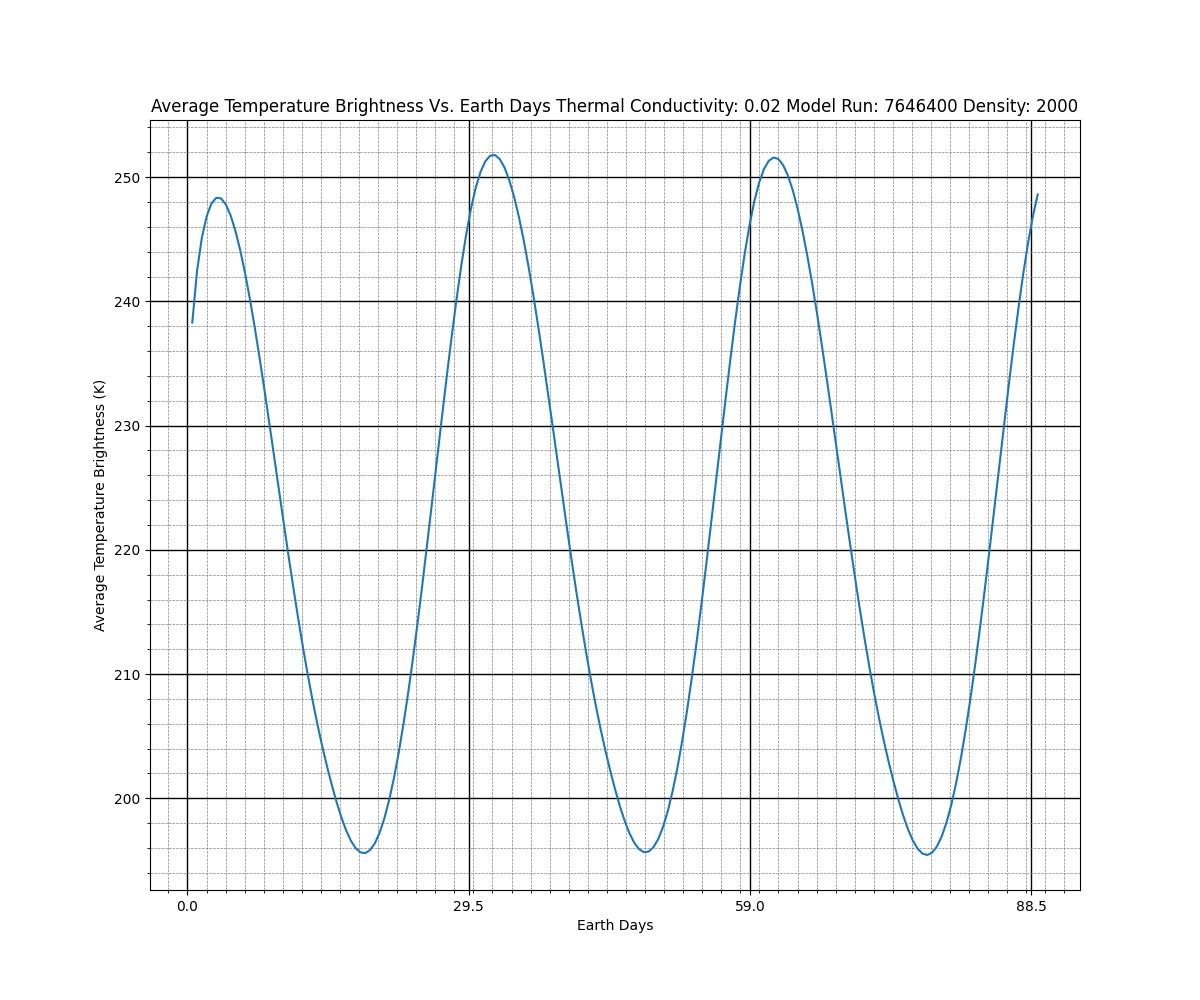 Average Temperature Brightness Vs. Earth Days Thermal Conductivity: 0.02 Model Run: 7646400 Density: 2000
250
240
230
220
210
200
Average Temperature Brightness (K)
0.0 29.5 59.0 88.5
Earth Days